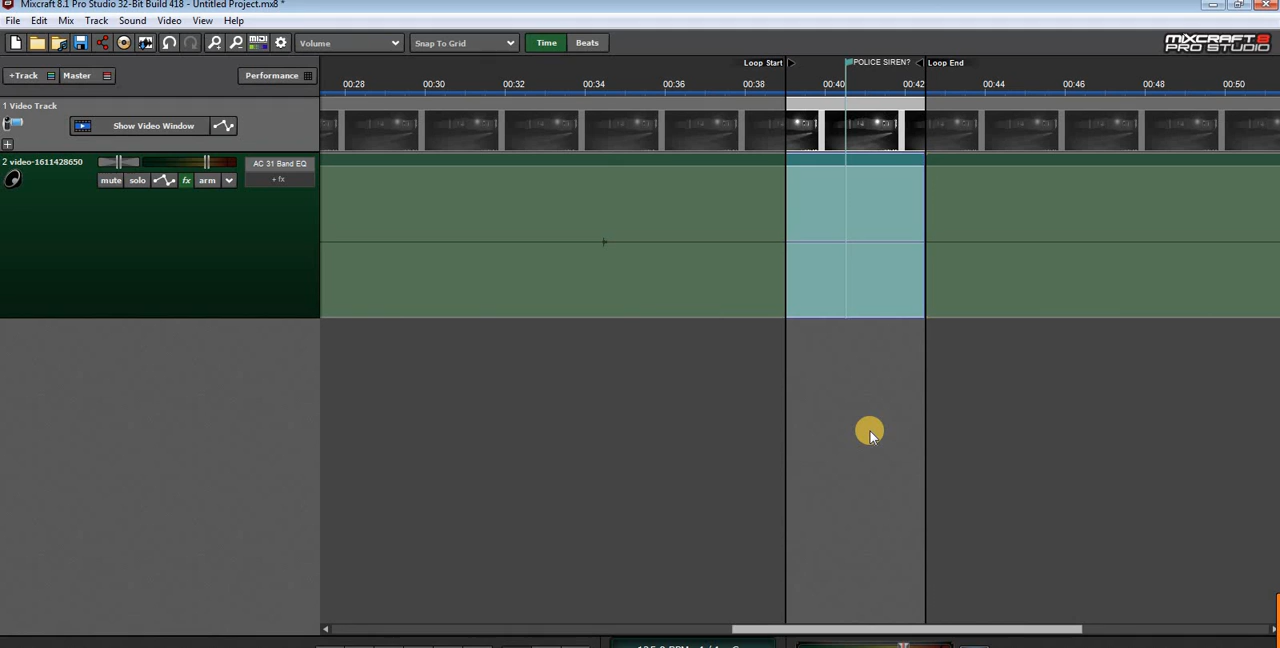 Mixcraft 8.1 Pro Studio 32-Bit Build 418 - Untitled Project.mx8 *
File Edit Mix Track Sound Video View Help
midi Volume Snap To Grid Time Beats MIXCRAFT 8 PRO STUDIO
+Track Master Performance Loop Start POLICE SIREN? Loop End
00:28 00:30 00:32 00:34 00:36 00:38 00:40 00:42 00:44 00:46 00:48 00:50
1 Video Track
Show Video Window
2 video-1611428650 AC 31 Band EQ
mute solo fx arm + fx